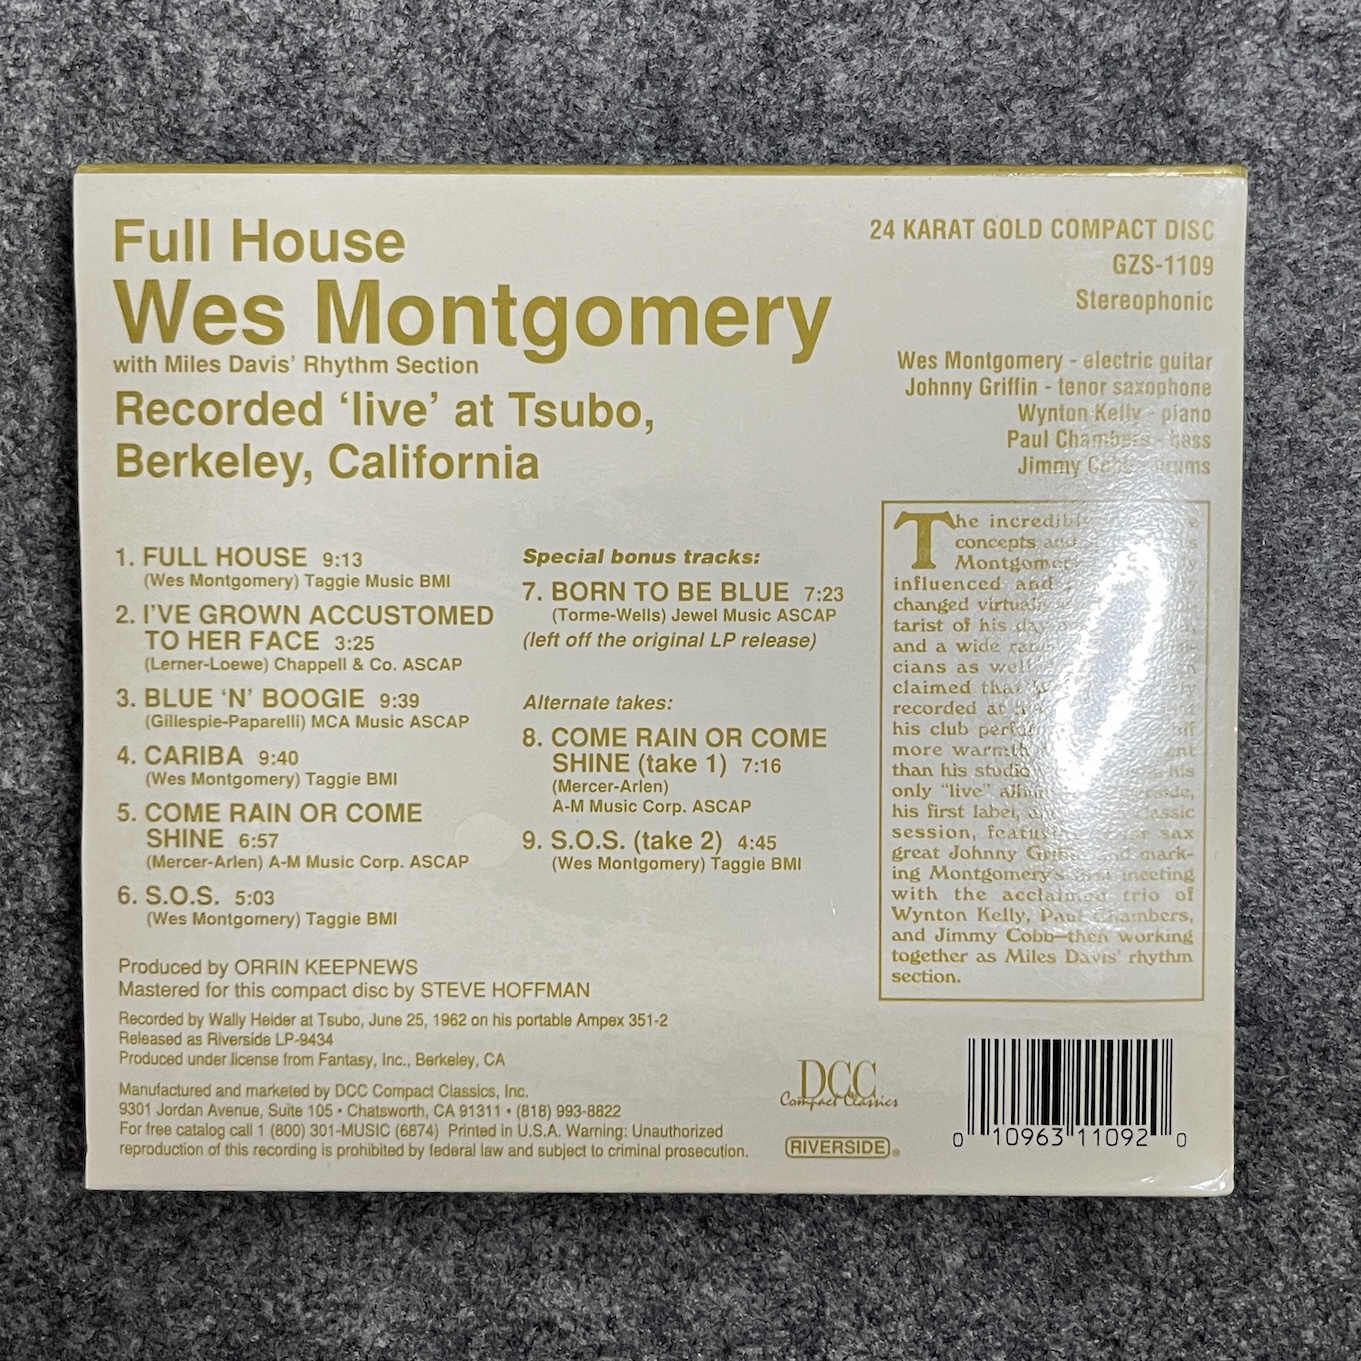 Full House
Wes Montgomery
with Miles Davis' Rhythm Section
Recorded 'live' at Tsubo,
Berkeley, California
24 KARAT GOLD COMPACT DISC
GZS-1109
Stereophonic
Wes Montgomery - electric guitar
Johnny Griffin - tenor saxophone
Wynton Kelly - piano
Paul Chambers - bass
Jimmy Cobb - drums
1. FULL HOUSE 9:13
(Wes Montgomery) Taggie Music BMI
2. I'VE GROWN ACCUSTOMED
TO HER FACE 3:25
(Lerner-Loewe) Chappell & Co. ASCAP
3. BLUE 'N' BOOGIE 9:39
(Gillespie-Paparelli) MCA Music ASCAP
4. CARIBA 9:40
(Wes Montgomery) Taggie BMI
5. COME RAIN OR COME
SHINE 6:57
(Mercer-Arlen) A-M Music Corp. ASCAP
6. S.O.S. 5:03
(Wes Montgomery) Taggie BMI
Special bonus tracks:
7. BORN TO BE BLUE 7:23
(Torme-Wells) Jewel Music ASCAP
(left off the original LP release)
Alternate takes:
8. COME RAIN OR COME
SHINE (take 1) 7:16
(Mercer-Arlen)
A-M Music Corp. ASCAP
9. S.O.S. (take 2) 4:45
(Wes Montgomery) Taggie BMI
The
concepts
influenced and
changed
tarist of his
and a wide
cians as well
claimed that
recorded at
his club
more warmth
than his studio his
only "live"
his first label, classic
session, sax
great Johnny mark-
ing Montgomery's meeting
with the acclaimed trio of
Wynton Kelly, Paul Chambers,
and Jimmy Cobb—then working
together as Miles Davis' rhythm
section.
Produced by ORRIN KEEPNEWS
Mastered for this compact disc by STEVE HOFFMAN
Recorded by Wally Heider at Tsubo, June 25, 1962 on his portable Ampex 351-2
Released as Riverside LP-9434
Produced under license from Fantasy, Inc., Berkeley, CA
Manufactured and marketed by DCC Compact Classics, Inc.
9301 Jordan Avenue, Suite 105 • Chatsworth, CA 91311 • (818) 993-8822
For free catalog call 1 (800) 301-MUSIC (6874) Printed in U.S.A. Warning: Unauthorized
reproduction of this recording is prohibited by federal law and subject to criminal prosecution.
DCC
Compact Classics
RIVERSIDE®
0 10963 11092 0